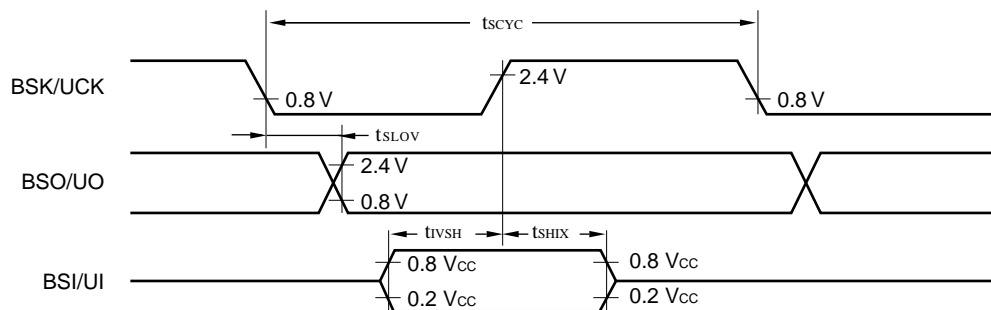 tSCYC
BSK/UCK
2.4 V
0.8 V
0.8 V
tSLOV
BSO/UO
2.4 V
0.8 V
tIVSH
tSHIX
BSI/UI
0.8 VCC
0.8 VCC
0.2 VCC
0.2 VCC